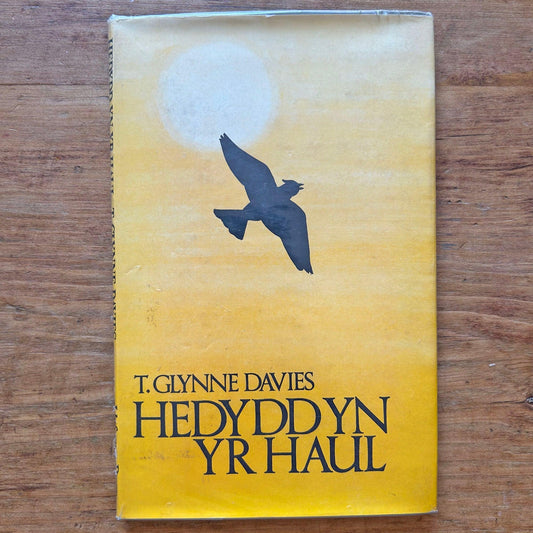 T. GLYNNE DAVIES
HEDYDD YN
YR HAUL